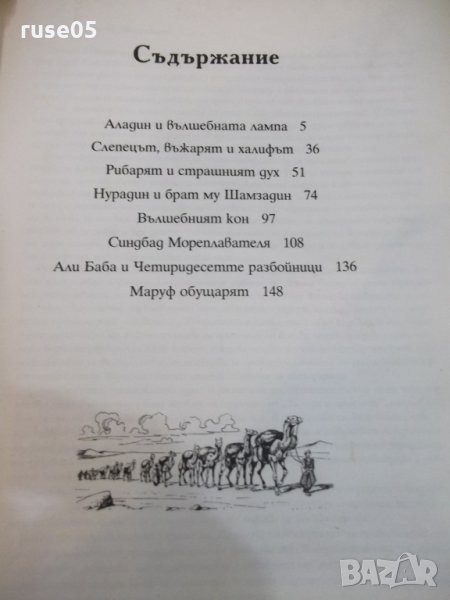 ruse05
Съдържание
Аладин и вълшебната лампа 5
Слепецът, въжарят и халифът 36
Рибарят и страшният дух 51
Нурадин и брат му Шамзадин 74
Вълшебният кон 97
Синдбад Мореплавателя 108
Али Баба и Четиридесетте разбойници 136
Маруф обущарят 148
BAZAR